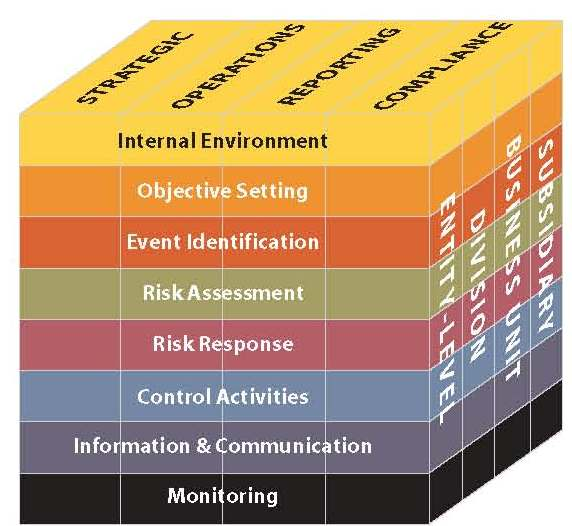 STRATEGIC
OPERATIONS
REPORTING
COMPLIANCE
Internal Environment
Objective Setting
Event Identification
Risk Assessment
Risk Response
Control Activities
Information & Communication
Monitoring
ENTITY-LEVEL
DIVISION
BUSINESS UNIT
SUBSIDIARY